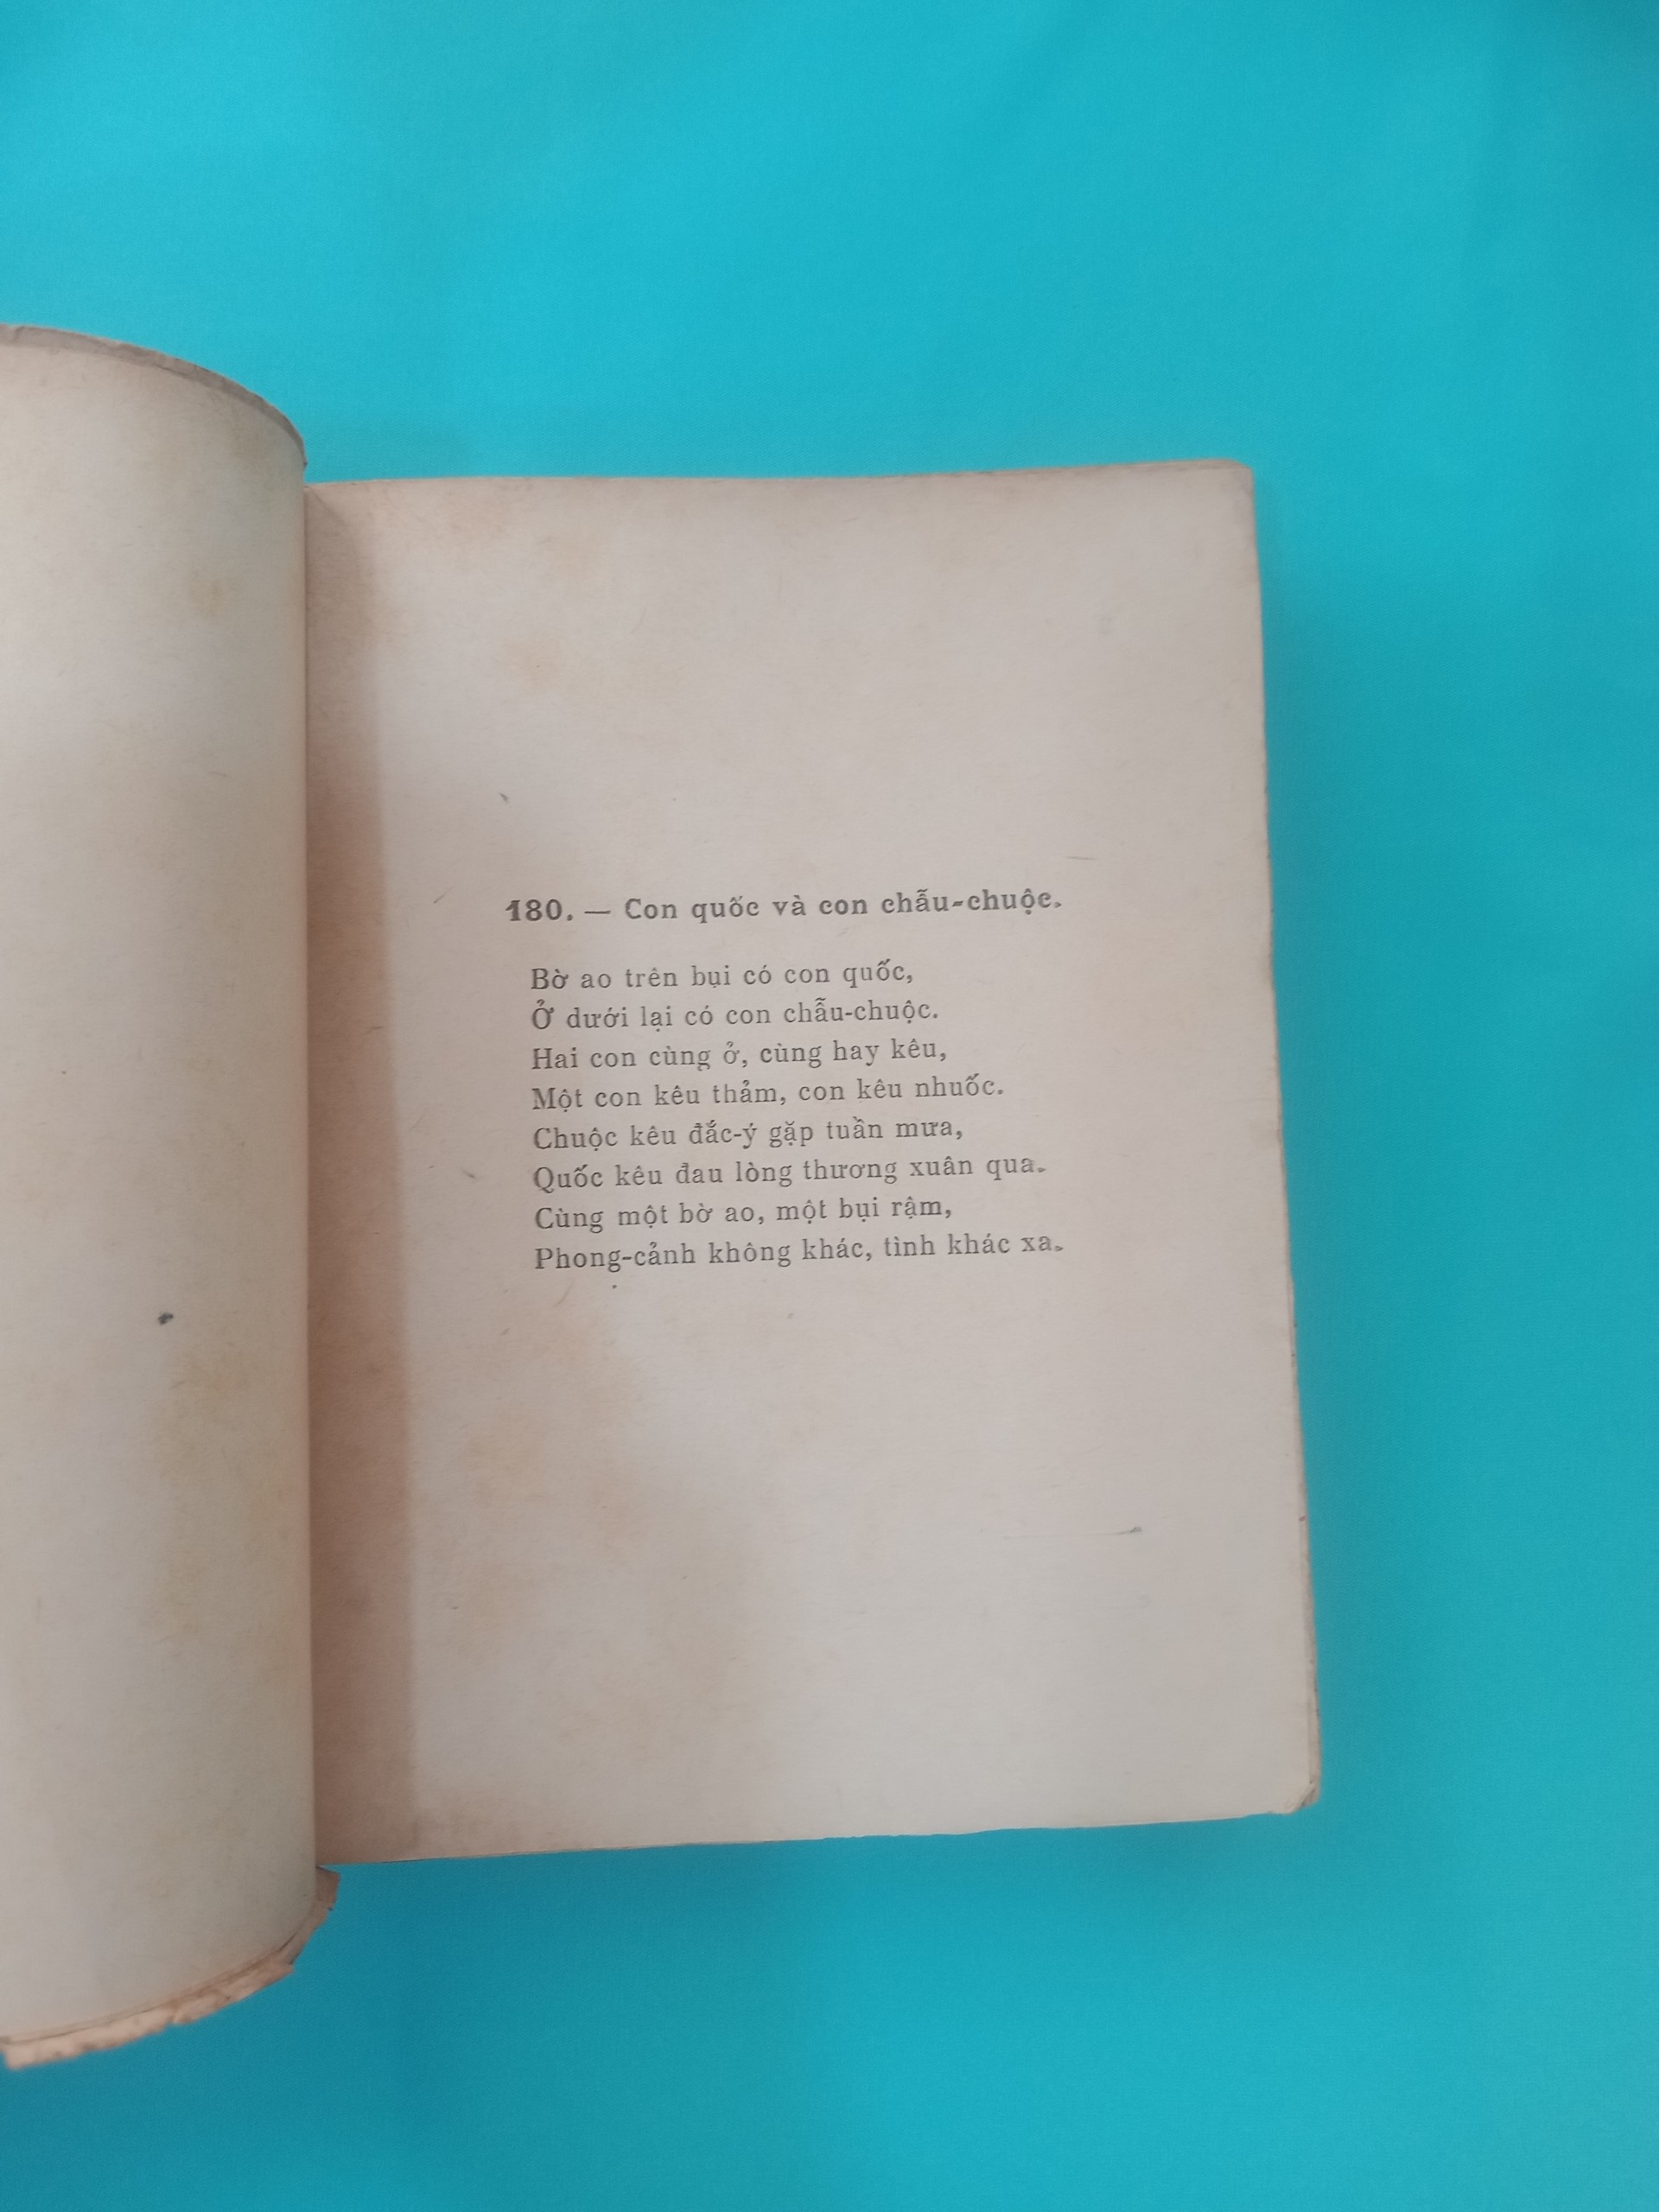 180. — Con quốc và con chẫu-chuộc.
Bờ ao trên bụi có con quốc,
Ở dưới lại có con chẫu-chuộc.
Hai con cùng ở, cùng hay kêu,
Một con kêu thảm, con kêu nhuốc.
Chuộc kêu đắc-ý gặp tuần mưa,
Quốc kêu đau lòng thương xuân qua.
Cùng một bờ ao, một bụi rậm,
Phong-cảnh không khác, tình khác xa.